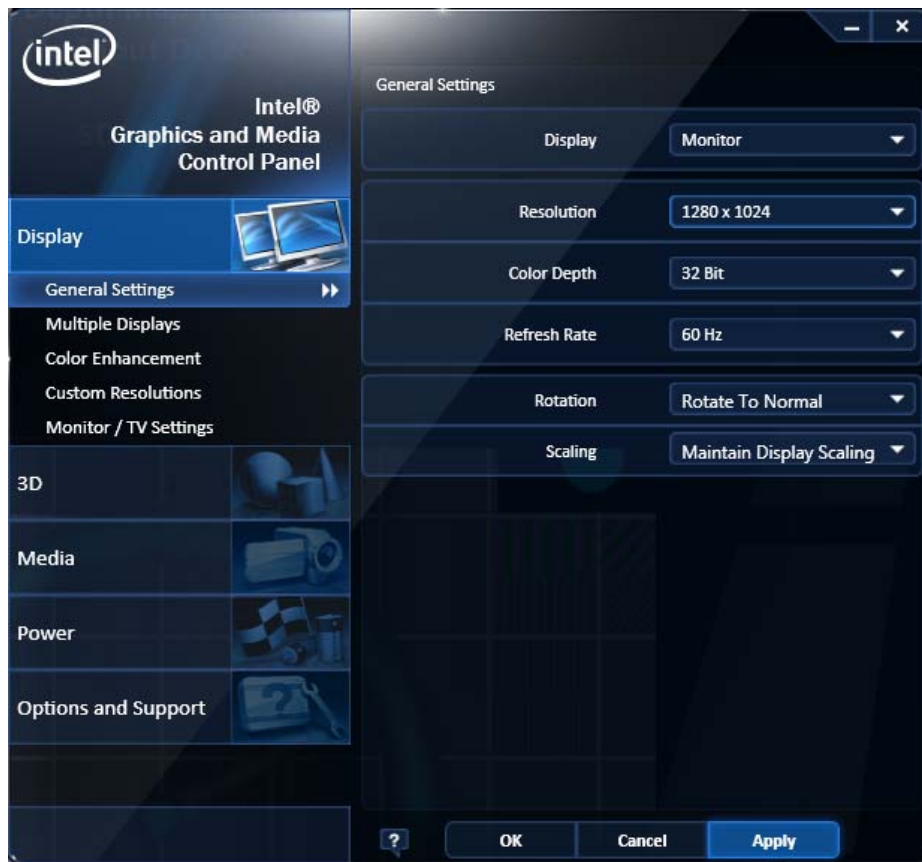 intel
Intel®
Graphics and Media
Control Panel
Display
General Settings
Multiple Displays
Color Enhancement
Custom Resolutions
Monitor / TV Settings
3D
Media
Power
Options and Support
General Settings
Display Monitor
Resolution 1280 x 1024
Color Depth 32 Bit
Refresh Rate 60 Hz
Rotation Rotate To Normal
Scaling Maintain Display Scaling
? OK Cancel Apply